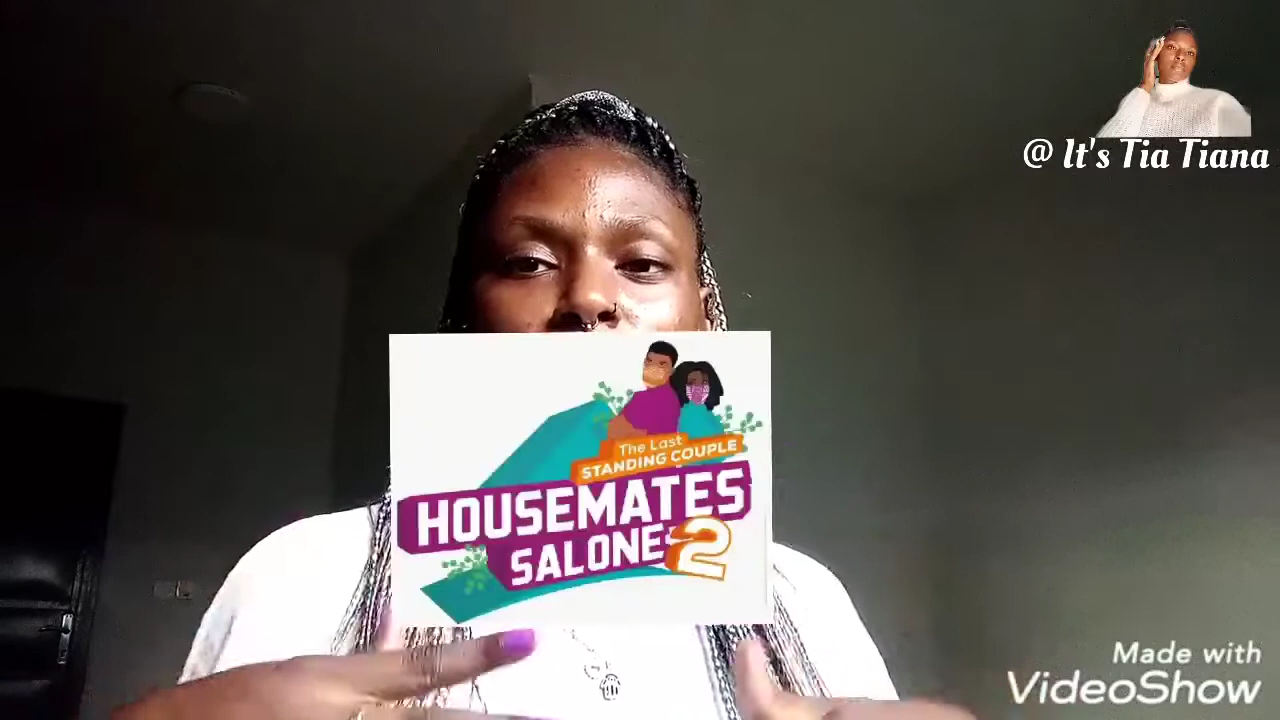 @ It's Tia Tiana
The Last
STANDING COUPLE
HOUSEMATES
SALONE 2
Made with
VideoShow